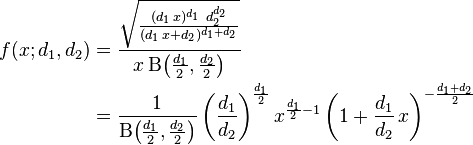 f(x; d₁, d₂) = \frac{\sqrt{\frac{(d_1 x)^{d_1} d_2^{d_2}}{(d_1 x + d_2)^{d_1+d_2}}}}{x \mathrm{B}\left(\frac{d_1}{2}, \frac{d_2}{2}\right)}
= \frac{1}{\mathrm{B}\left(\frac{d_1}{2}, \frac{d_2}{2}\right)} \left(\frac{d_1}{d_2}\right)^{\frac{d_1}{2}} x^{\frac{d_1}{2}-1} \left(1 + \frac{d_1}{d_2} x\right)^{-\frac{d_1+d_2}{2}}